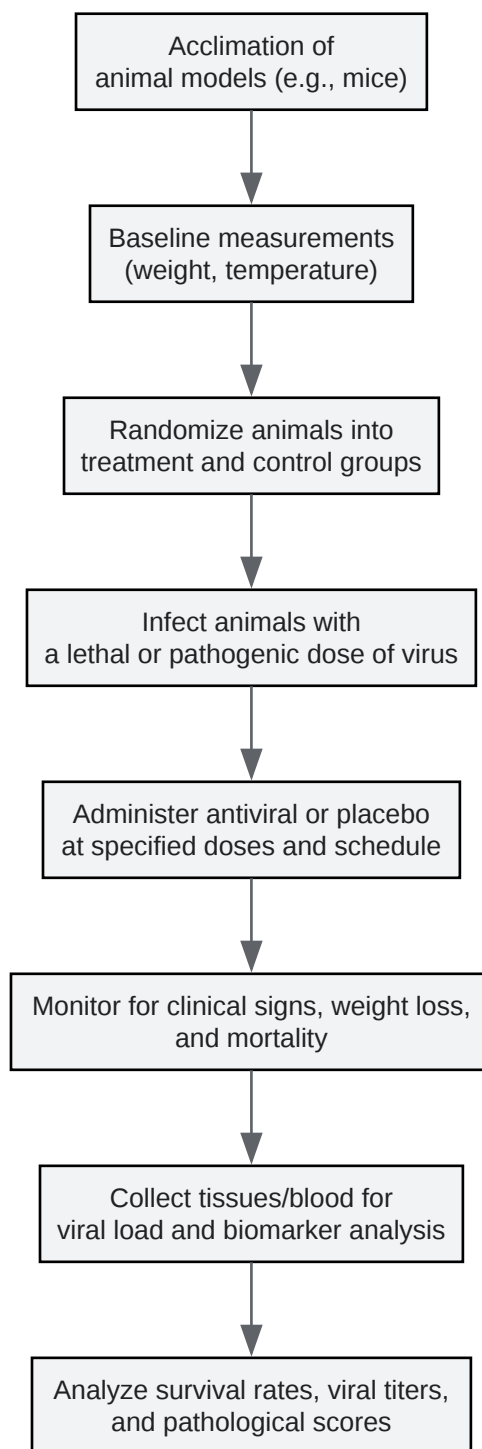 Acclimation of
animal models (e.g., mice)
Baseline measurements
(weight, temperature)
Randomize animals into
treatment and control groups
Infect animals with
a lethal or pathogenic dose of virus
Administer antiviral or placebo
at specified doses and schedule
Monitor for clinical signs, weight loss,
and mortality
Collect tissues/blood for
viral load and biomarker analysis
Analyze survival rates, viral titers,
and pathological scores